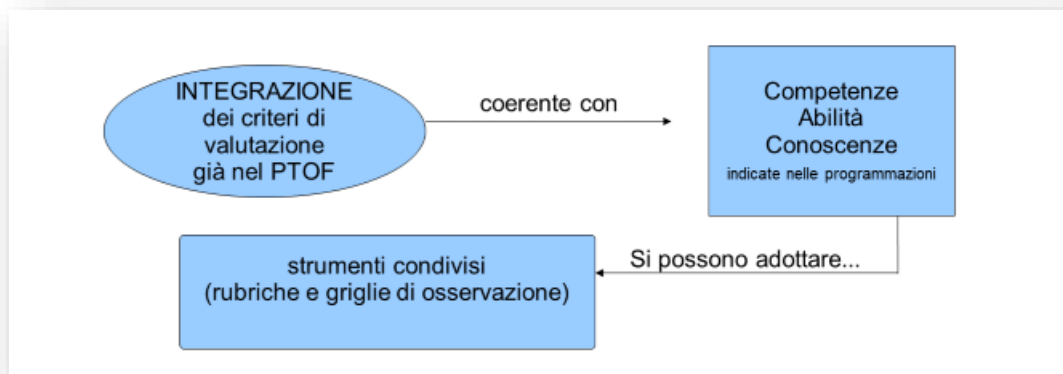 INTEGRAZIONE
dei criteri di
valutazione
già nel PTOF
coerente con
Competenze
Abilità
Conoscenze
indicate nelle programmazioni
Si possono adottare...
strumenti condivisi
(rubriche e griglie di osservazione)